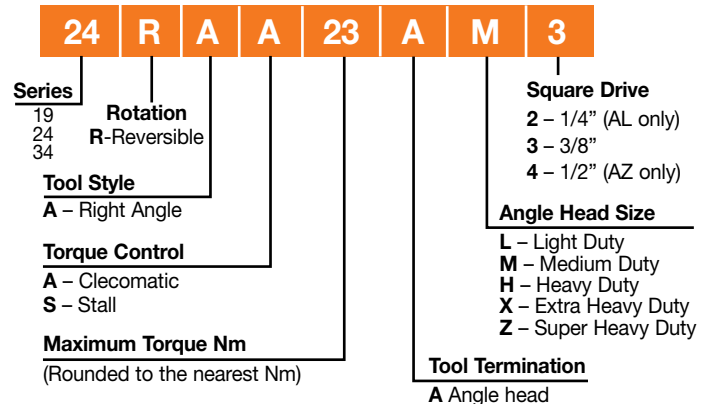 24 R A A 23 A M 3
Series
19
24
34
Rotation
R-Reversible
Tool Style
A – Right Angle
Torque Control
A – Clecomatic
S – Stall
Maximum Torque Nm
(Rounded to the nearest Nm)
Square Drive
2 – 1/4” (AL only)
3 – 3/8”
4 – 1/2” (AZ only)
Angle Head Size
L – Light Duty
M – Medium Duty
H – Heavy Duty
X – Extra Heavy Duty
Z – Super Heavy Duty
Tool Termination
A Angle head